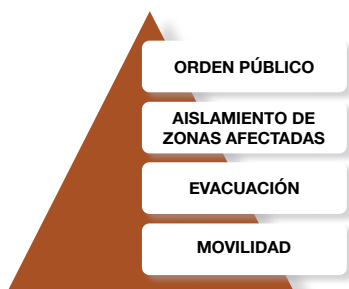 ORDEN PÚBLICO
AISLAMIENTO DE
ZONAS AFECTADAS
EVACUACIÓN
MOVILIDAD